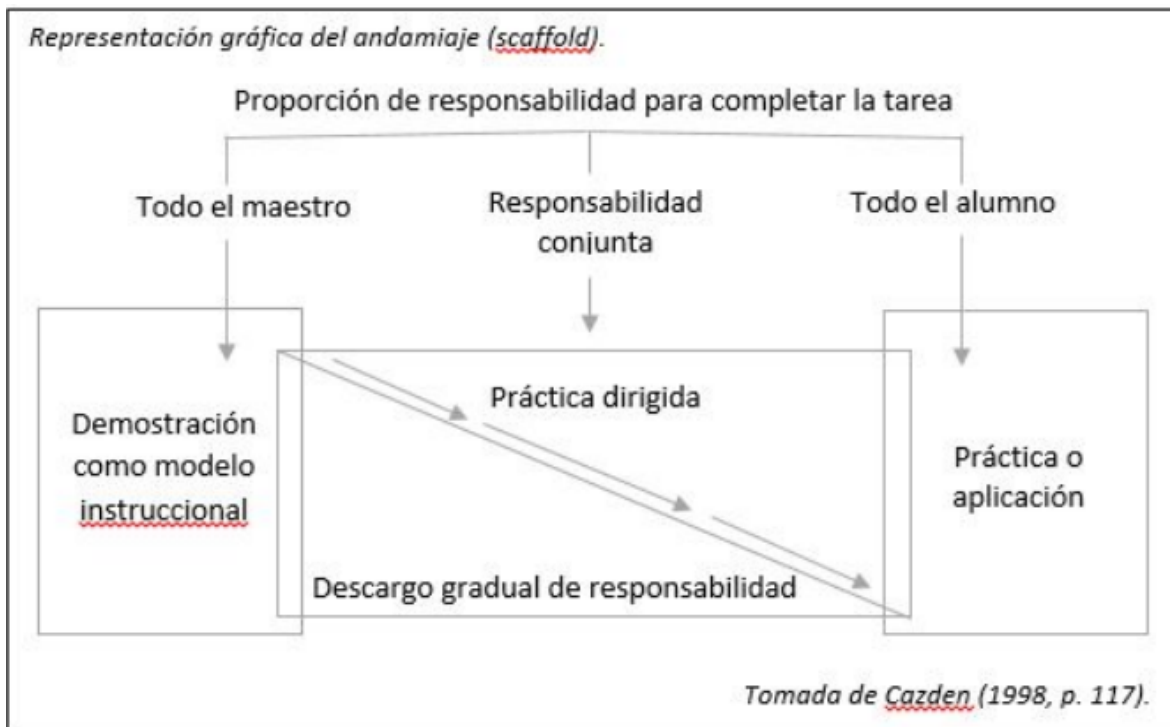 Representación gráfica del andamiaje (scaffold).
Proporción de responsabilidad para completar la tarea
Todo el maestro
Responsabilidad
conjunta
Todo el alumno
Demostración
como modelo
instruccional
Práctica dirigida
Descargo gradual de responsabilidad
Práctica o
aplicación
Tomada de Cazden (1998, p. 117).